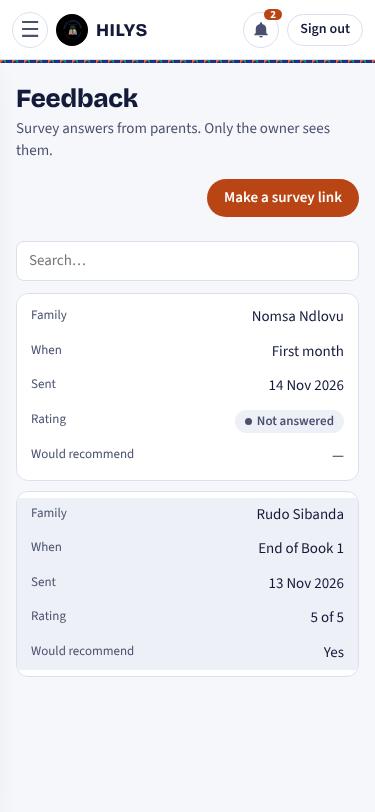 HILYS
2
Sign out
Feedback
Survey answers from parents. Only the owner sees
them.
Make a survey link
Search…
Family Nomsa Ndlovu
When First month
Sent 14 Nov 2026
Rating Not answered
Would recommend —
Family Rudo Sibanda
When End of Book 1
Sent 13 Nov 2026
Rating 5 of 5
Would recommend Yes